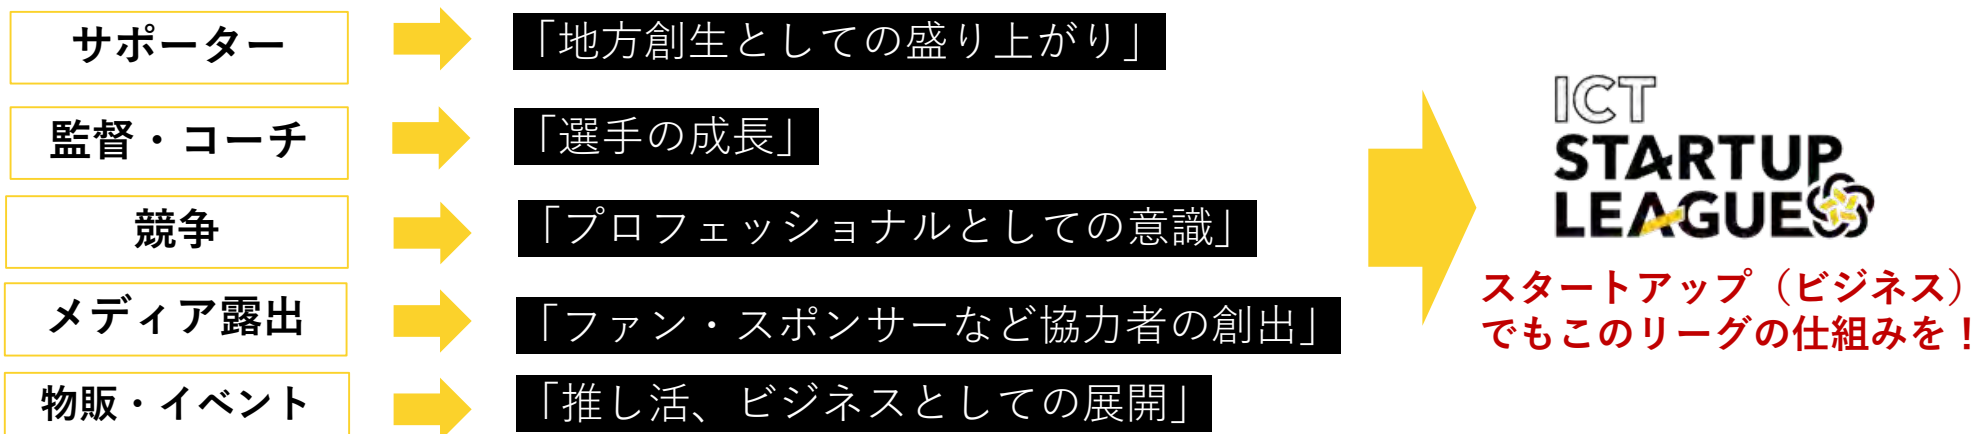 サポーター
「地方創生としての盛り上がり」
監督・コーチ
「選手の成長」
競争
「プロフェッショナルとしての意識」
メディア露出
「ファン・スポンサーなど協力者の創出」
物販・イベント
「推し活、ビジネスとしての展開」
ICT
STARTUP
LEAGUE
スタートアップ（ビジネス）
でもこのリーグの仕組みを！